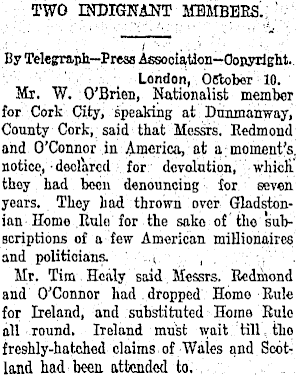 TWO INDIGNANT MEMBERS.
By Telegraph—Press Association—Copyright.
London, October 10.
Mr. W. O'Brien, Nationalist member
for Cork City, speaking at Dunmanway,
County Cork, said that Messrs. Redmond
and O'Connor in America, at a moment's
notice, declared for devolution, which
they had been denouncing for seven
years. They had thrown over Gladston-
ian Home Rule for the sake of the sub-
scriptions of a few American millionaires
and politicians.
Mr. Tim Healy said Messrs. Redmond
and O'Connor had dropped Home Rule
for Ireland, and substituted Home Rule
all round. Ireland must wait till the
freshly-hatched claims of Wales and Scot-
land had been attended to.